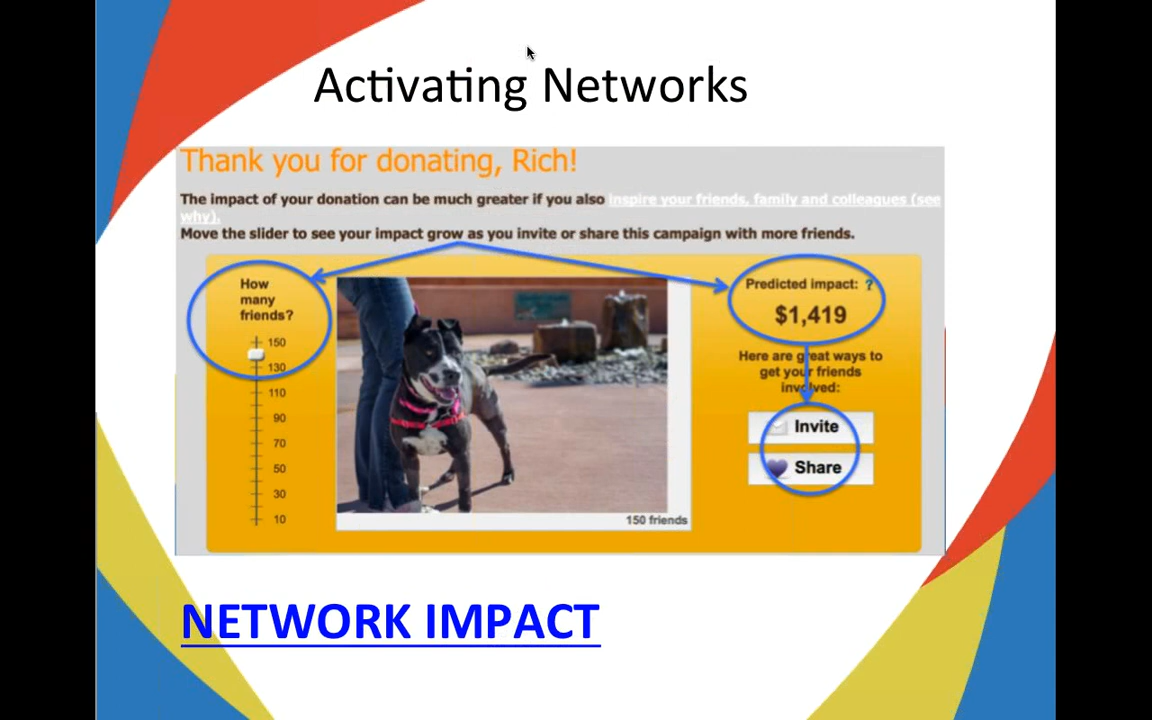 Activating Networks
Thank you for donating, Rich!
The impact of your donation can be much greater if you also inspire your friends, family and colleagues (see
why).
Move the slider to see your impact grow as you invite or share this campaign with more friends.
How
many
friends?
150
130
110
90
70
50
30
10
150 friends
Predicted impact: ?
$1,419
Here are great ways to
get your friends
involved:
Invite
Share
NETWORK IMPACT